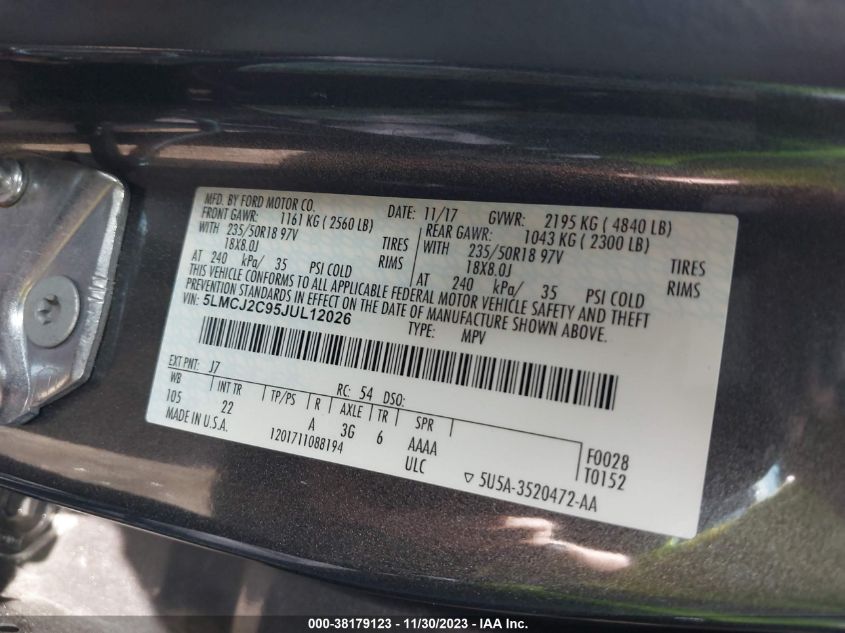 MFD. BY FORD MOTOR CO. DATE: 11/17 GVWR: 2195 KG ( 4840 LB)
FRONT GAWR: 1161 KG ( 2560 LB) REAR GAWR: 1043 KG ( 2300 LB)
WITH 235/50R18 97V TIRES WITH 235/50R18 97V TIRES
18X8.0J RIMS 18X8.0J RIMS
AT 240 kPa/ 35 PSI COLD AT 240 kPa/ 35 PSI COLD
THIS VEHICLE CONFORMS TO ALL APPLICABLE FEDERAL MOTOR VEHICLE SAFETY AND THEFT
PREVENTION STANDARDS IN EFFECT ON THE DATE OF MANUFACTURE SHOWN ABOVE.
VIN: 5LMCJ2C95JUL12026
TYPE: MPV
EXT PNT: J7 RC: 54 DSO:
WB INT TR TP/PS R AXLE TR SPR
105 22 A 3G 6 AAAA F0028
MADE IN U.S.A. 1201711088194 ULC T0152
▽ 5U5A-3520472-AA
000-38179123 - 11/30/2023 - IAA Inc.